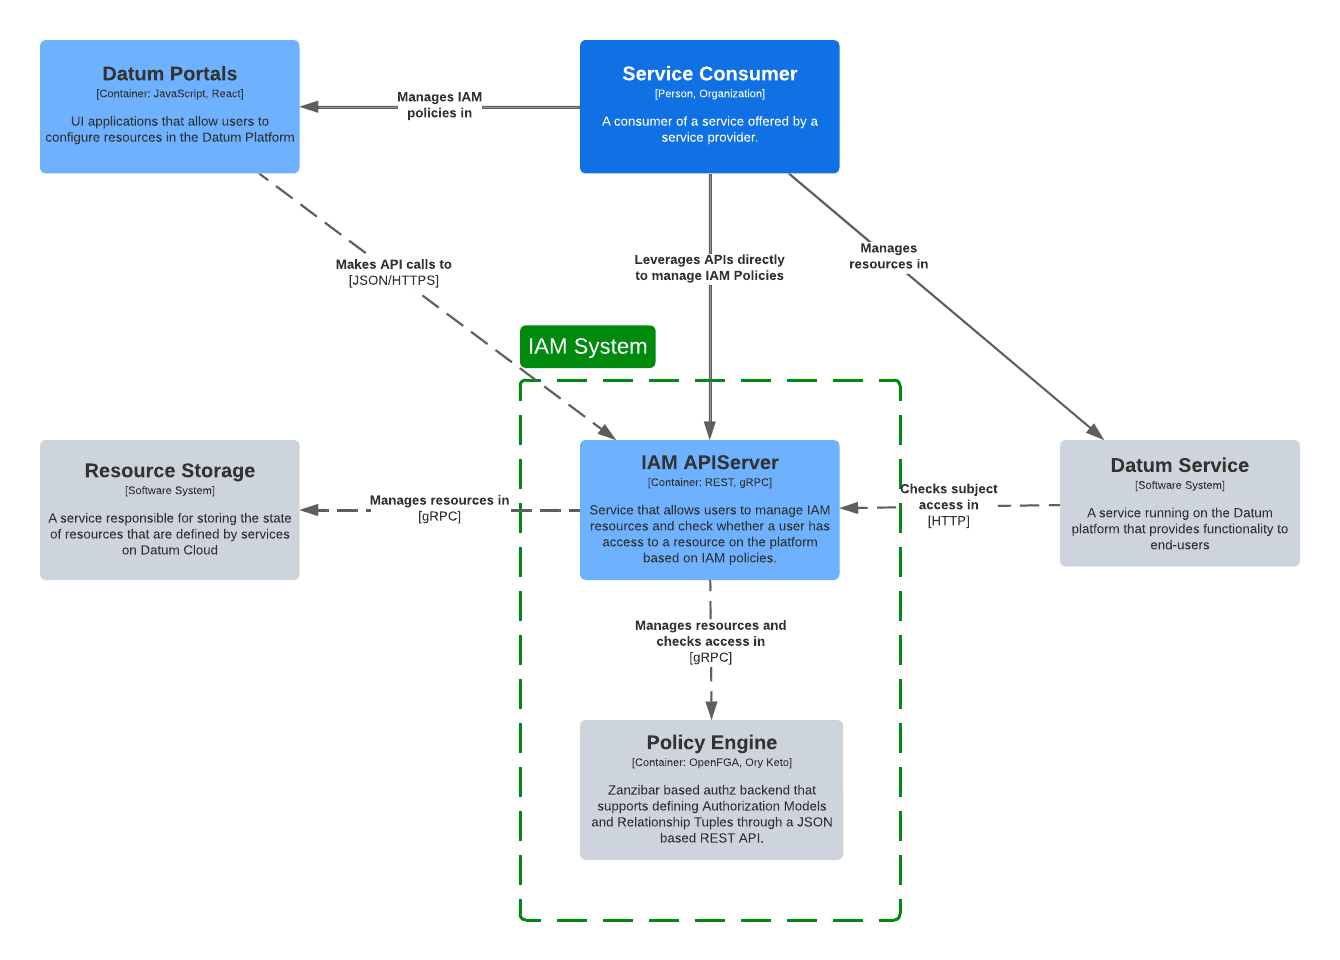 Datum Portals
[Container: JavaScript, React]
UI applications that allow users to
configure resources in the Datum Platform
Manages IAM
policies in
Service Consumer
[Person, Organization]
A consumer of a service offered by a
service provider.
Makes API calls to
[JSON/HTTPS]
Leverages APIs directly
to manage IAM Policies
Manages
resources in
IAM System
Resource Storage
[Software System]
A service responsible for storing the state
of resources that are defined by services
on Datum Cloud
Manages resources in
[gRPC]
IAM APIServer
[Container: REST, gRPC]
Service that allows users to manage IAM
resources and check whether a user has
access to a resource on the platform
based on IAM policies.
Checks subject
access in
[HTTP]
Datum Service
[Software System]
A service running on the Datum
platform that provides functionality to
end-users
Manages resources and
checks access in
[gRPC]
Policy Engine
[Container: OpenFGA, Ory Keto]
Zanzibar based authz backend that
supports defining Authorization Models
and Relationship Tuples through a JSON
based REST API.